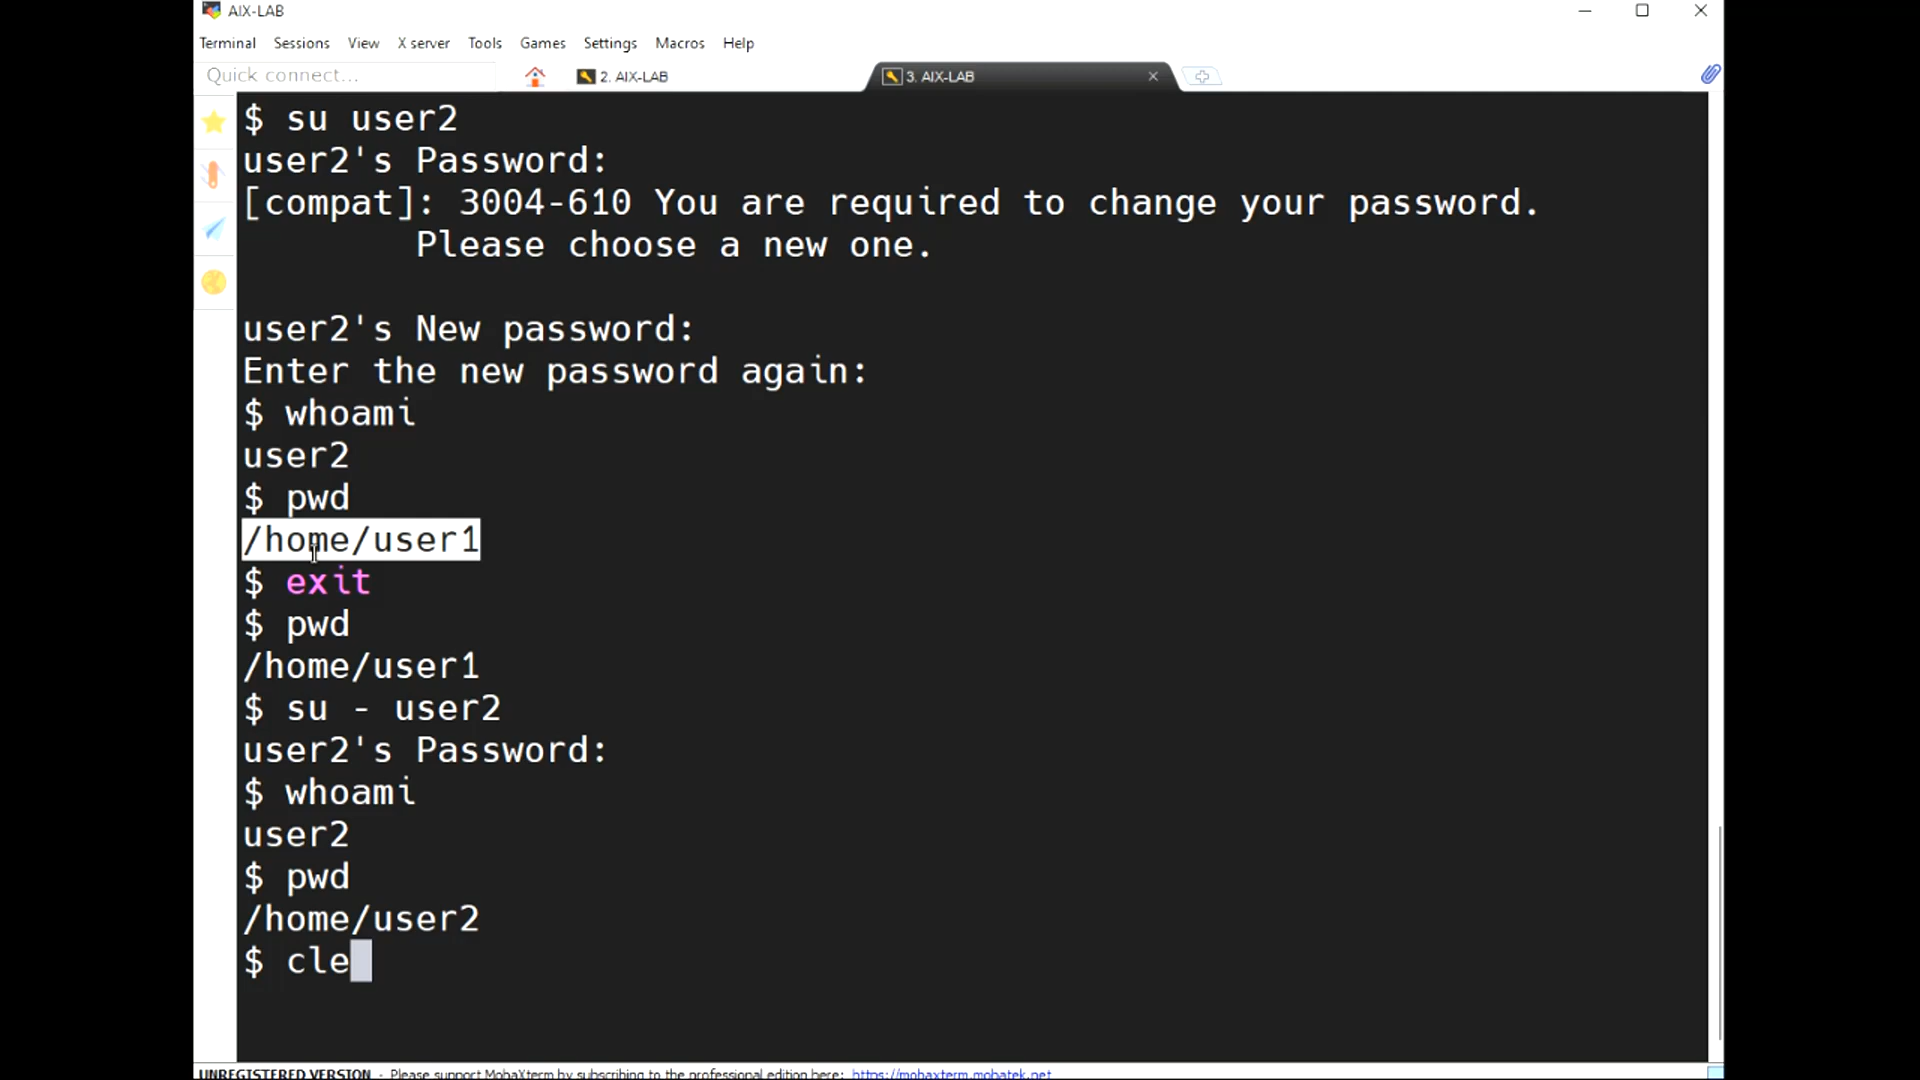 AIX-LAB
Terminal Sessions View X server Tools Games Settings Macros Help
Quick connect... 2. AIX-LAB 3. AIX-LAB
$ su user2
user2's Password:
[compat]: 3004-610 You are required to change your password.
Please choose a new one.
user2's New password:
Enter the new password again:
$ whoami
user2
$ pwd
/home/user1
$ exit
$ pwd
/home/user1
$ su - user2
user2's Password:
$ whoami
user2
$ pwd
/home/user2
$ cle
UNREGISTERED VERSION - Please support MobaXterm by subscribing to the professional edition here: https://mobaxterm.mobatek.net